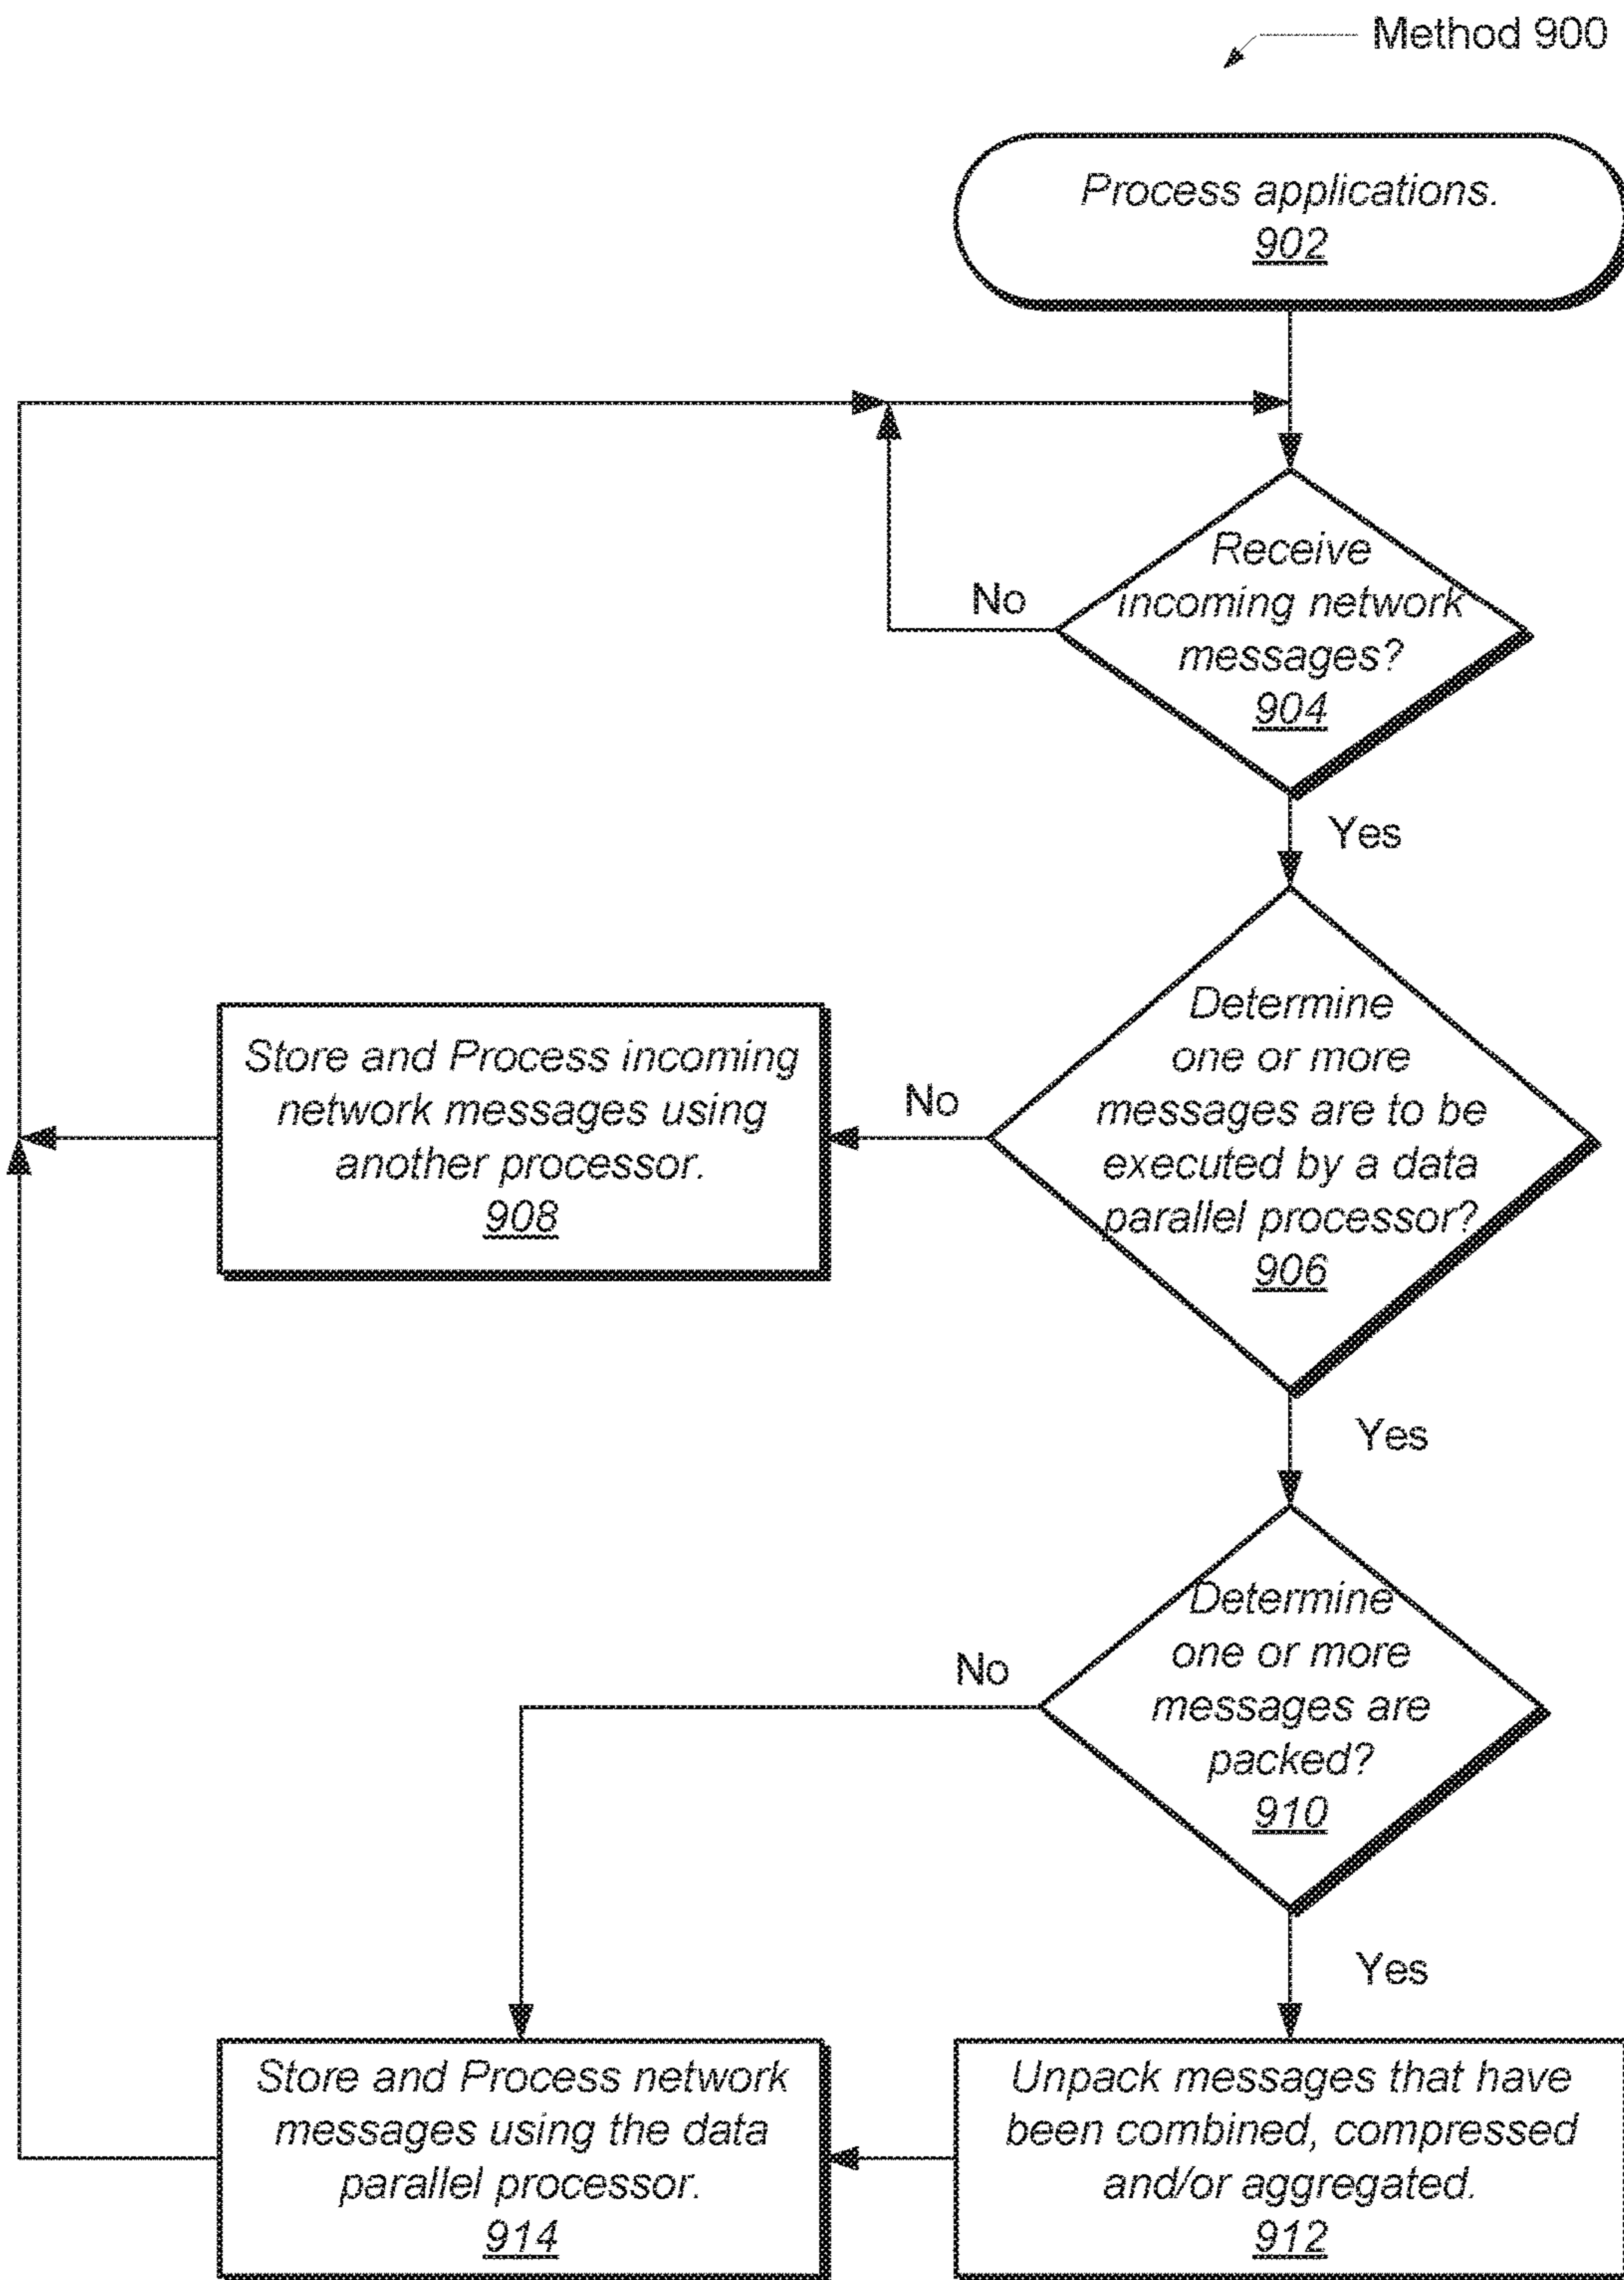 Method 900
Process applications.
902
Receive
incoming network
messages?
904
No
Yes
Determine
one or more
messages are to be
executed by a data
parallel processor?
906
No
Store and Process incoming
network messages using
another processor.
908
Yes
Determine
one or more
messages are
packed?
910
No
Yes
Store and Process network
messages using the data
parallel processor.
914
Unpack messages that have
been combined, compressed
and/or aggregated.
912